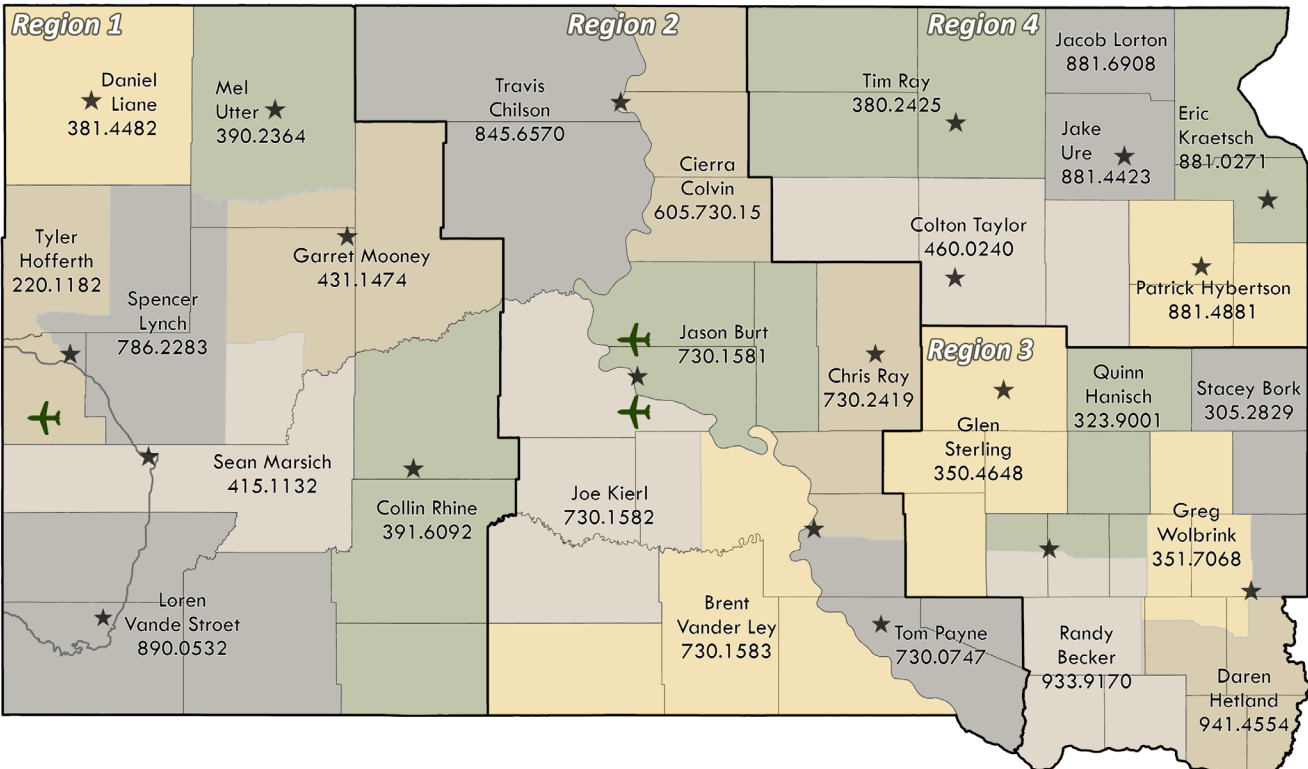 Region 1
Region 2
Region 4
Daniel
Liane
381.4482
Mel
Utter
390.2364
Travis
Chilson
845.6570
Tim Ray
380.2425
Jacob Lorton
881.6908
Jake
Ure
881.4423
Eric
Kraetsch
881.0271
Cierra
Colvin
605.730.15
Tyler
Hofferth
220.1182
Spencer
Lynch
786.2283
Garret Mooney
431.1474
Colton Taylor
460.0240
Patrick Hybertson
881.4881
Jason Burt
730.1581
Chris Ray
730.2419
Region 3
Glen
Sterling
350.4648
Quinn
Hanisch
323.9001
Stacey Bork
305.2829
Sean Marsich
415.1132
Collin Rhine
391.6092
Joe Kierl
730.1582
Greg
Wolbrink
351.7068
Loren
Vande Stroet
890.0532
Brent
Vander Ley
730.1583
Tom Payne
730.0747
Randy
Becker
933.9170
Daren
Hetland
941.4554